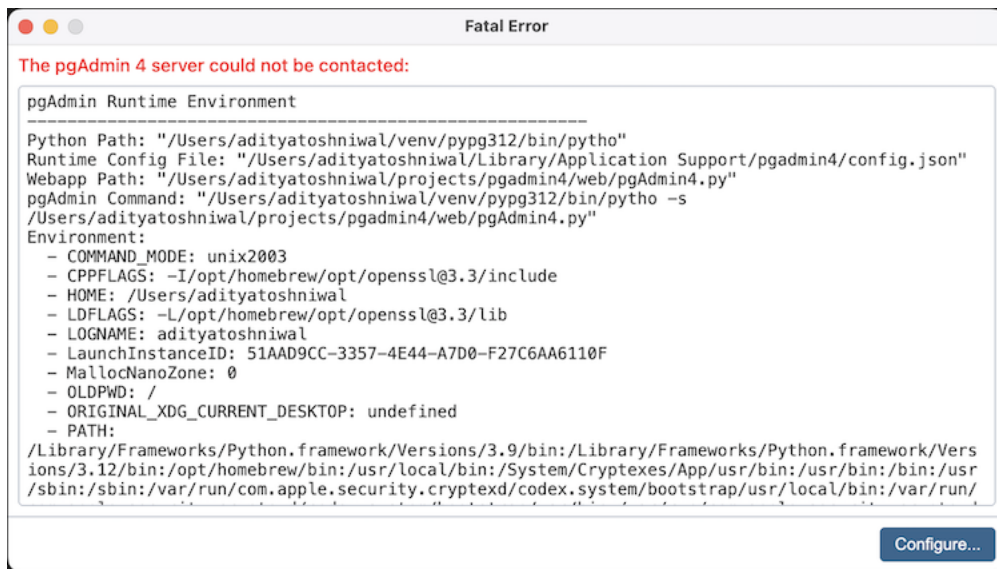 Fatal Error
The pgAdmin 4 server could not be contacted:
pgAdmin Runtime Environment
--------------------------------------------------------
Python Path: "/Users/adityatoshniwal/venv/pypg312/bin/pytho"
Runtime Config File: "/Users/adityatoshniwal/Library/Application Support/pgadmin4/config.json"
Webapp Path: "/Users/adityatoshniwal/projects/pgadmin4/web/pgAdmin4.py"
pgAdmin Command: "/Users/adityatoshniwal/venv/pypg312/bin/pytho -s
/Users/adityatoshniwal/projects/pgadmin4/web/pgAdmin4.py"
Environment:
- COMMAND_MODE: unix2003
- CPPFLAGS: -I/opt/homebrew/opt/openssl@3.3/include
- HOME: /Users/adityatoshniwal
- LDFLAGS: -L/opt/homebrew/opt/openssl@3.3/lib
- LOGNAME: adityatoshniwal
- LaunchInstanceID: 51AAD9CC-3357-4E44-A7D0-F27C6AA6110F
- MallocNanoZone: 0
- OLDPWD: /
- ORIGINAL_XDG_CURRENT_DESKTOP: undefined
- PATH:
/Library/Frameworks/Python.framework/Versions/3.9/bin:/Library/Frameworks/Python.framework/Vers
ions/3.12/bin:/opt/homebrew/bin:/usr/local/bin:/System/Cryptexes/App/usr/bin:/usr/bin:/bin:/usr
/sbin:/sbin:/var/run/com.apple.security.cryptexd/codex.system/bootstrap/usr/local/bin:/var/run/
Configure...